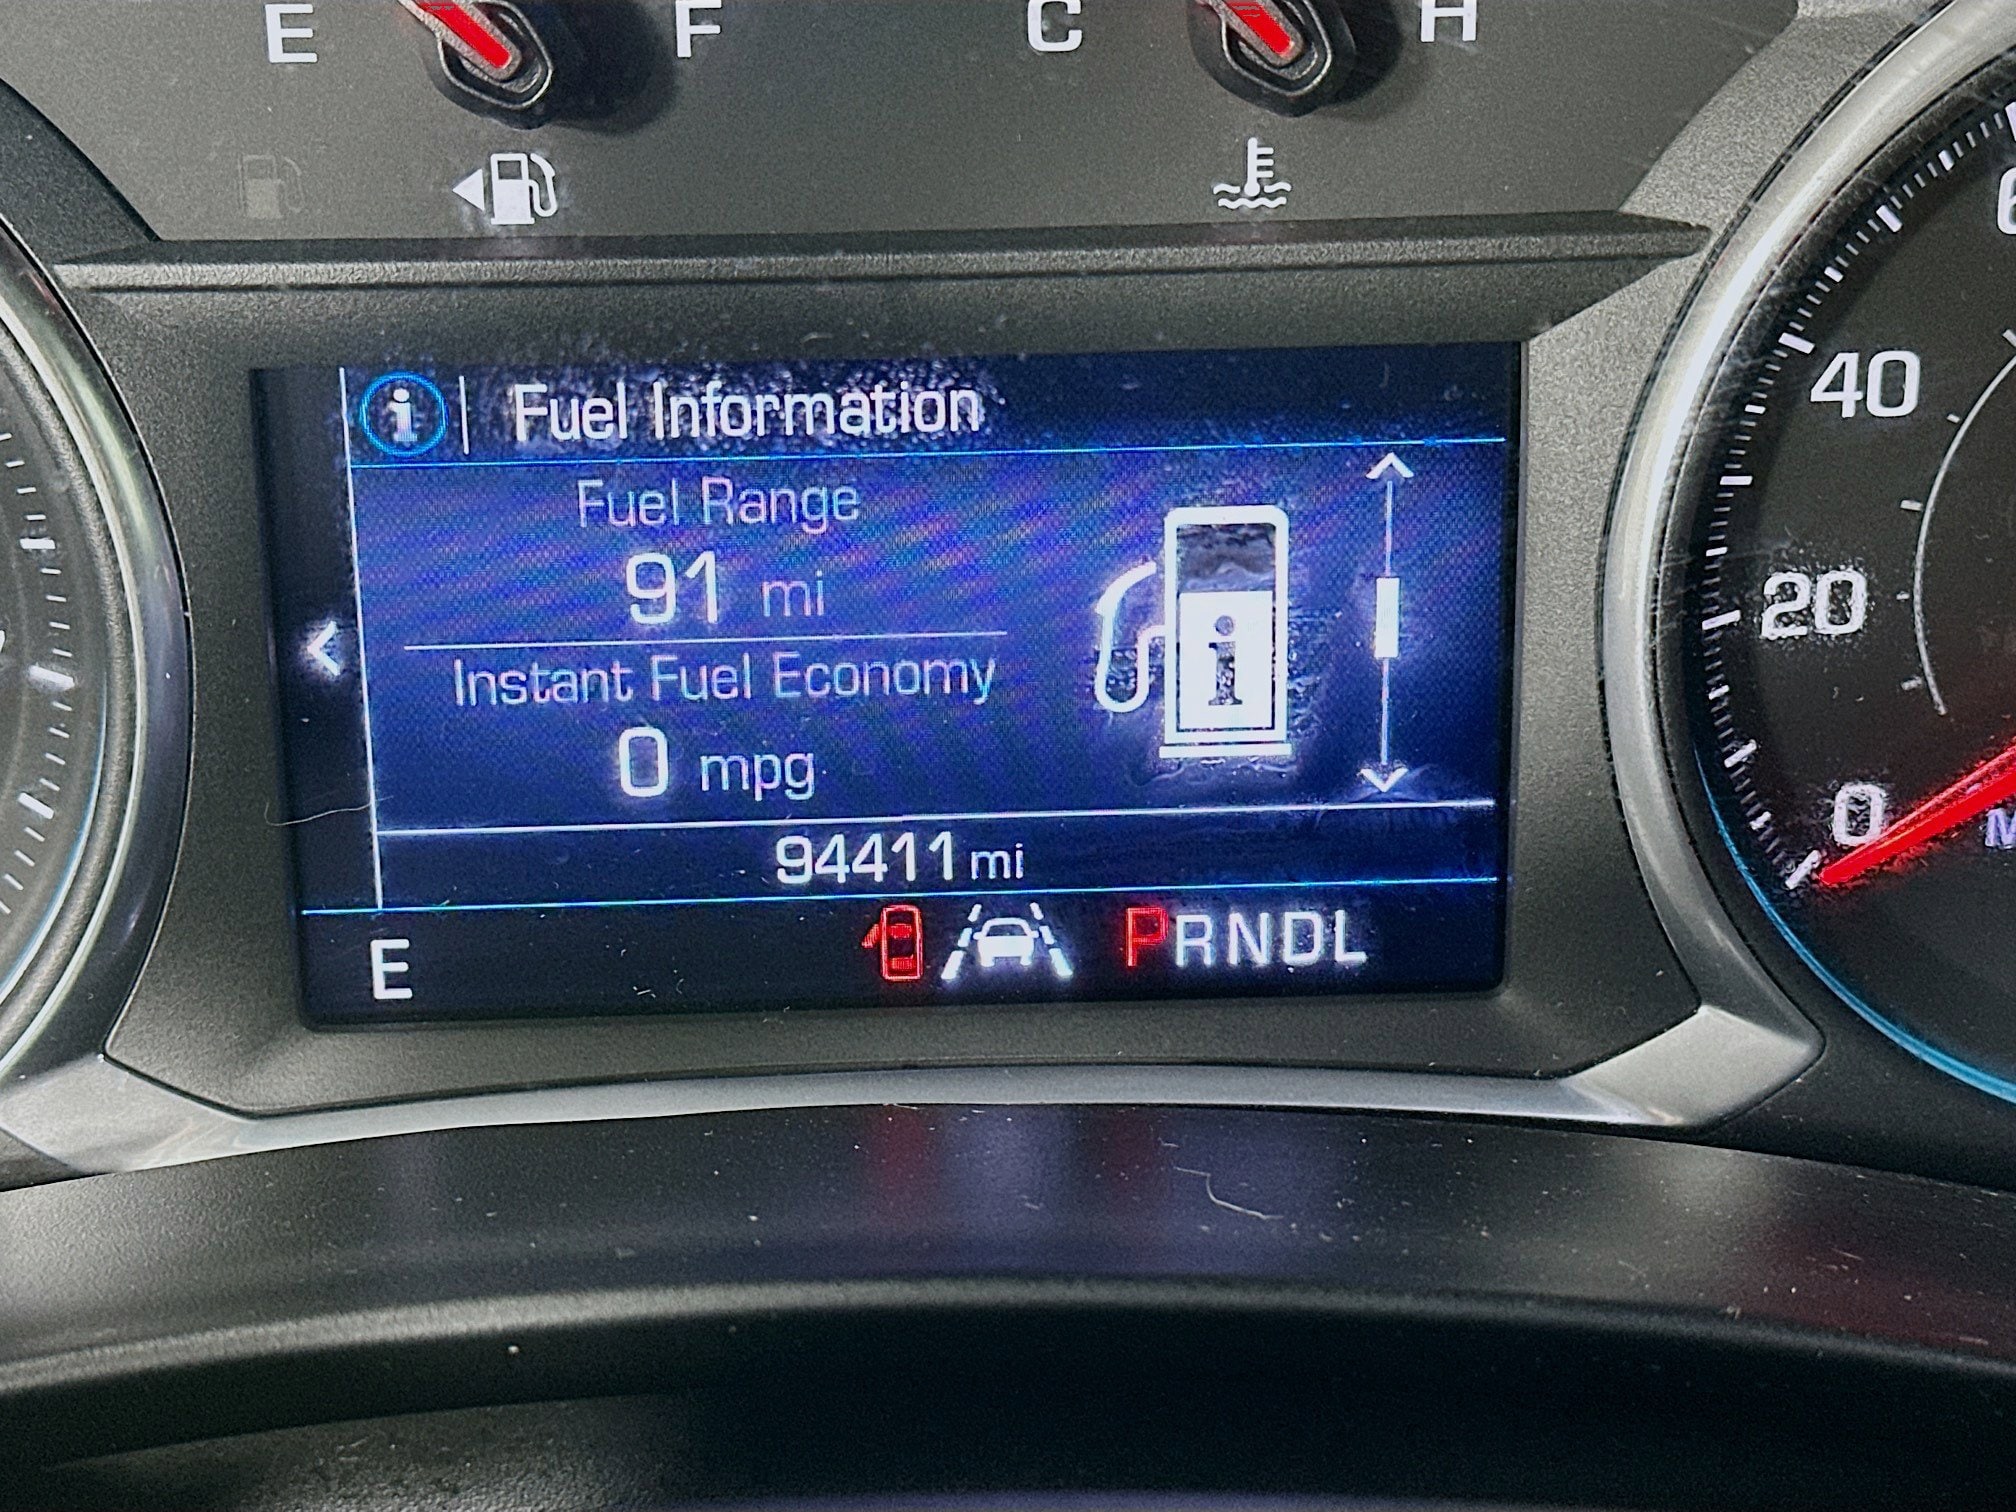 E F C H
Fuel Information
Fuel Range
91 mi
Instant Fuel Economy
0 mpg
94411 mi
E PRNDL
40
20
0